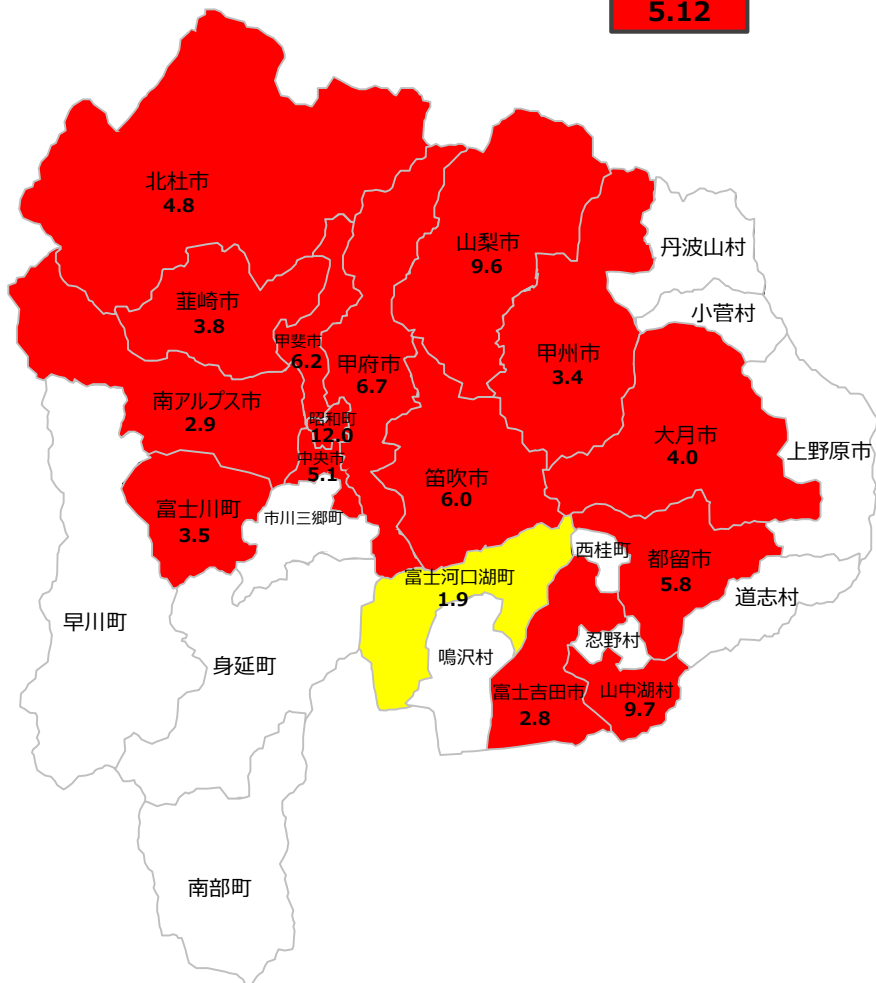 5.12
北杜市
4.8
山梨市
9.6
丹波山村
小菅村
韮崎市
3.8
甲斐市
6.2
甲府市
6.7
甲州市
3.4
南アルプス市
2.9
昭和町
12.0
中央市
5.1
笛吹市
6.0
大月市
4.0
上野原市
富士川町
3.5
市川三郷町
西桂町
都留市
5.8
富士河口湖町
1.9
道志村
早川町
身延町
鳴沢村
忍野村
富士吉田市
2.8
山中湖村
9.7
南部町